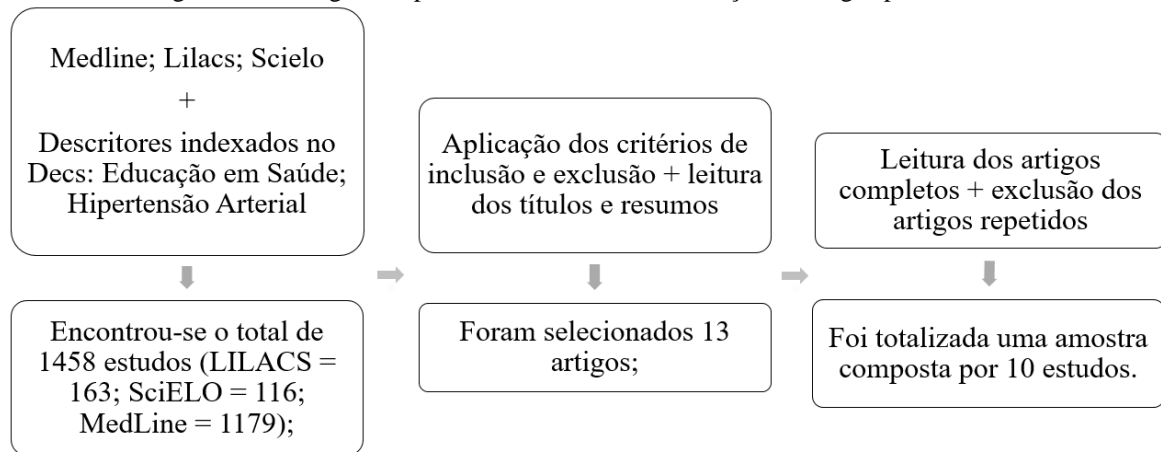 Medline; Lilacs; Scielo
+
Descritores indexados no
Decs: Educação em Saúde;
Hipertensão Arterial
Encontrou-se o total de
1458 estudos (LILACS =
163; SciELO = 116;
MedLine = 1179);
Aplicação dos critérios de
inclusão e exclusão + leitura
dos títulos e resumos
Foram selecionados 13
artigos;
Leitura dos artigos
completos + exclusão dos
artigos repetidos
Foi totalizada uma amostra
composta por 10 estudos.